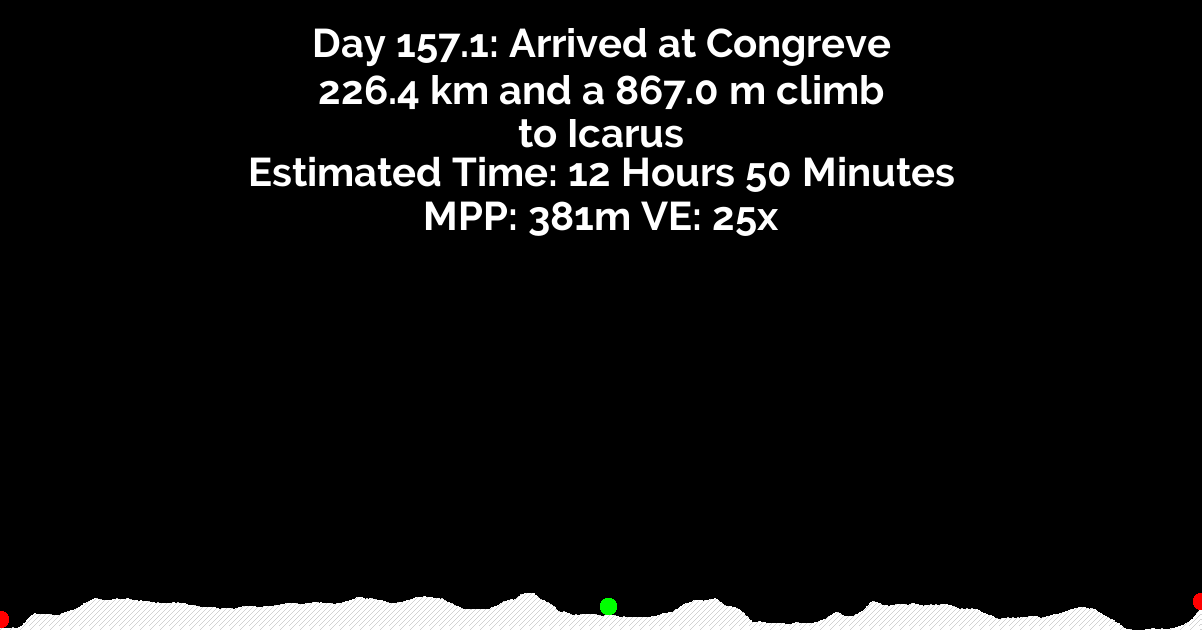 Day 157.1: Arrived at Congreve
226.4 km and a 867.0 m climb
to Icarus
Estimated Time: 12 Hours 50 Minutes
MPP: 381m VE: 25x